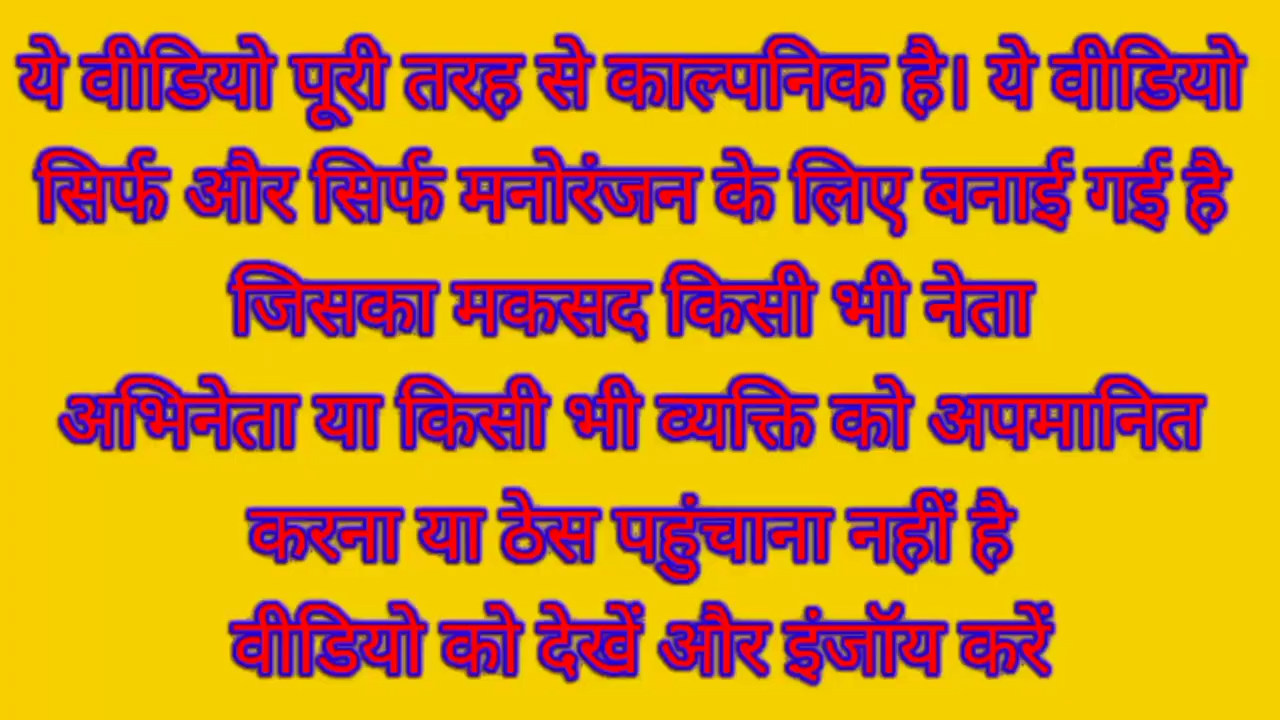 ये वीडियो पूरी तरह से काल्पनिक है। ये वीडियो
सिर्फ और सिर्फ मनोरंजन के लिए बनाई गई है
जिसका मकसद किसी भी नेता
अभिनेता या किसी भी व्यक्ति को अपमानित
करना या ठेस पहुंचाना नहीं है
वीडियो को देखें और इंजॉय करें